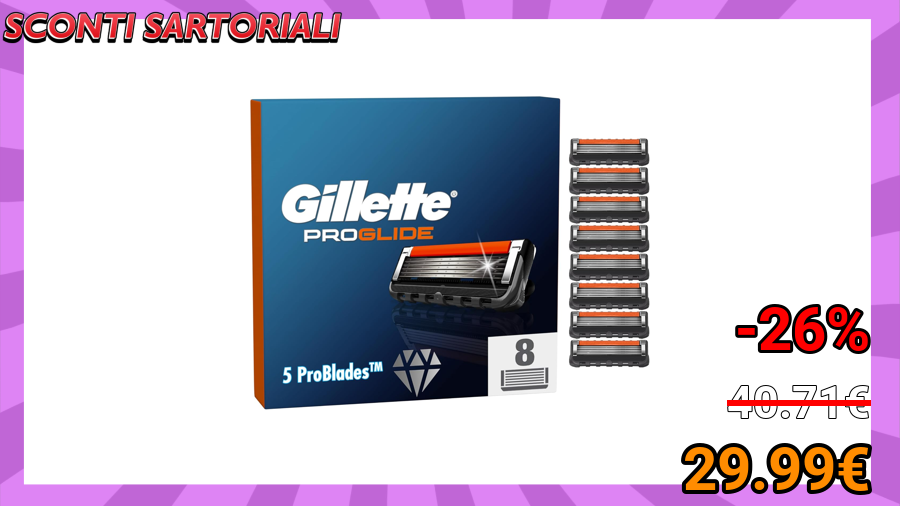 SCONTI SARTORIALI
Gillette®
PROGLIDE
5 ProBlades™
8
-26%
40.71€
29.99€